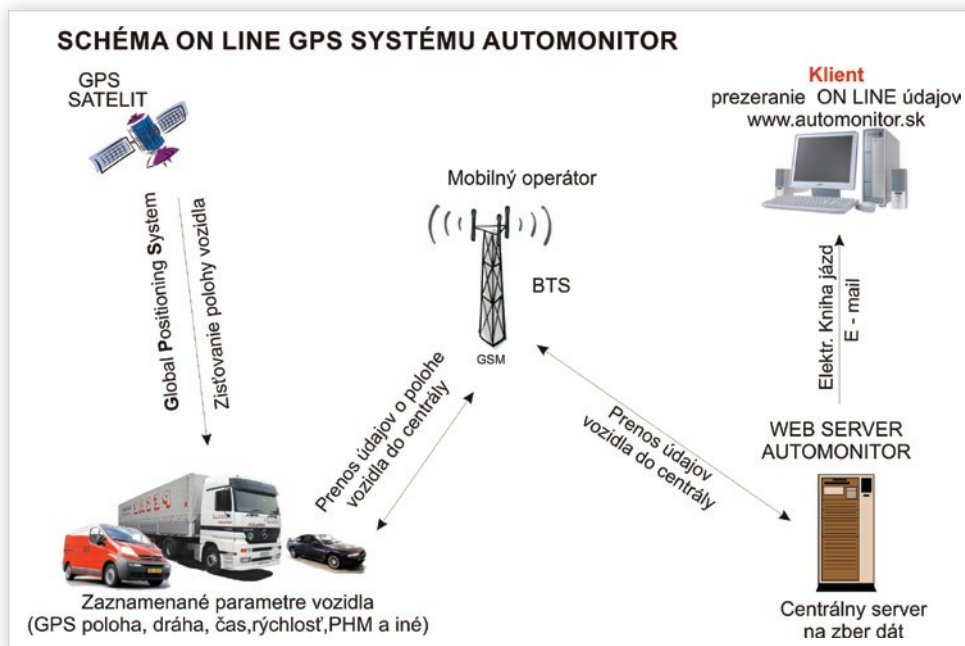 SCHÉMA ON LINE GPS SYSTÉMU AUTOMONITOR
GPS
SATELIT
Global Positioning System
Zisťovanie polohy vozidla
Mobilný operátor
BTS
GSM
Klient
prezeranie ON LINE údajov
www.automonitor.sk
Elektr. Kniha jázd
E - mail
Prenos údajov o polohe
vozidla do centrály
Prenos údajov
vozidla do centrály
WEB SERVER
AUTOMONITOR
Zaznamenané parametre vozidla
(GPS poloha, dráha, čas,rýchlosť,PHM a iné)
Centrálny server
na zber dát